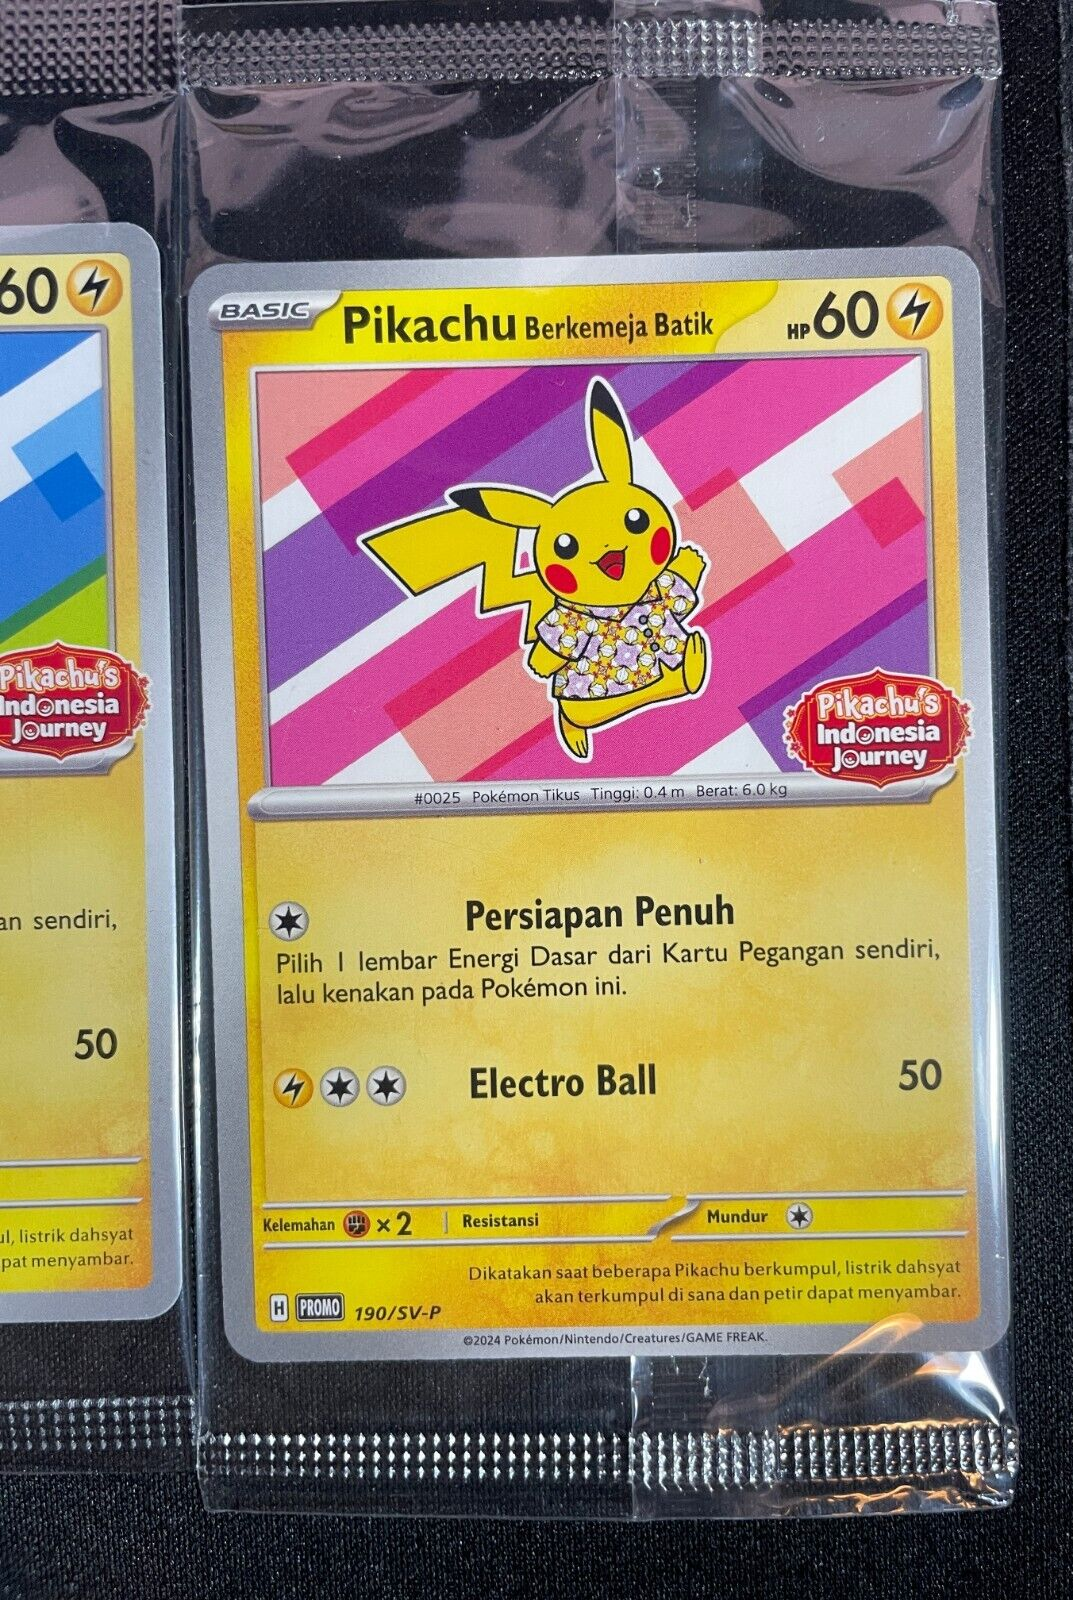 60
Pikachu's
Indonesia
Journey
an sendiri,
50
listrik dahsyat
pat menyambar.
BASIC
Pikachu Berkemeja Batik
HP 60
Pikachu's
Indonesia
Journey
#0025 Pokémon Tikus Tinggi: 0.4 m Berat: 6.0 kg
Persiapan Penuh
Pilih 1 lembar Energi Dasar dari Kartu Pegangan sendiri,
lalu kenakan pada Pokémon ini.
Electro Ball 50
Kelemahan ×2 Resistansi Mundur
Dikatakan saat beberapa Pikachu berkumpul, listrik dahsyat
akan terkumpul di sana dan petir dapat menyambar.
H PROMO 190/SV-P
©2024 Pokémon/Nintendo/Creatures/GAME FREAK.